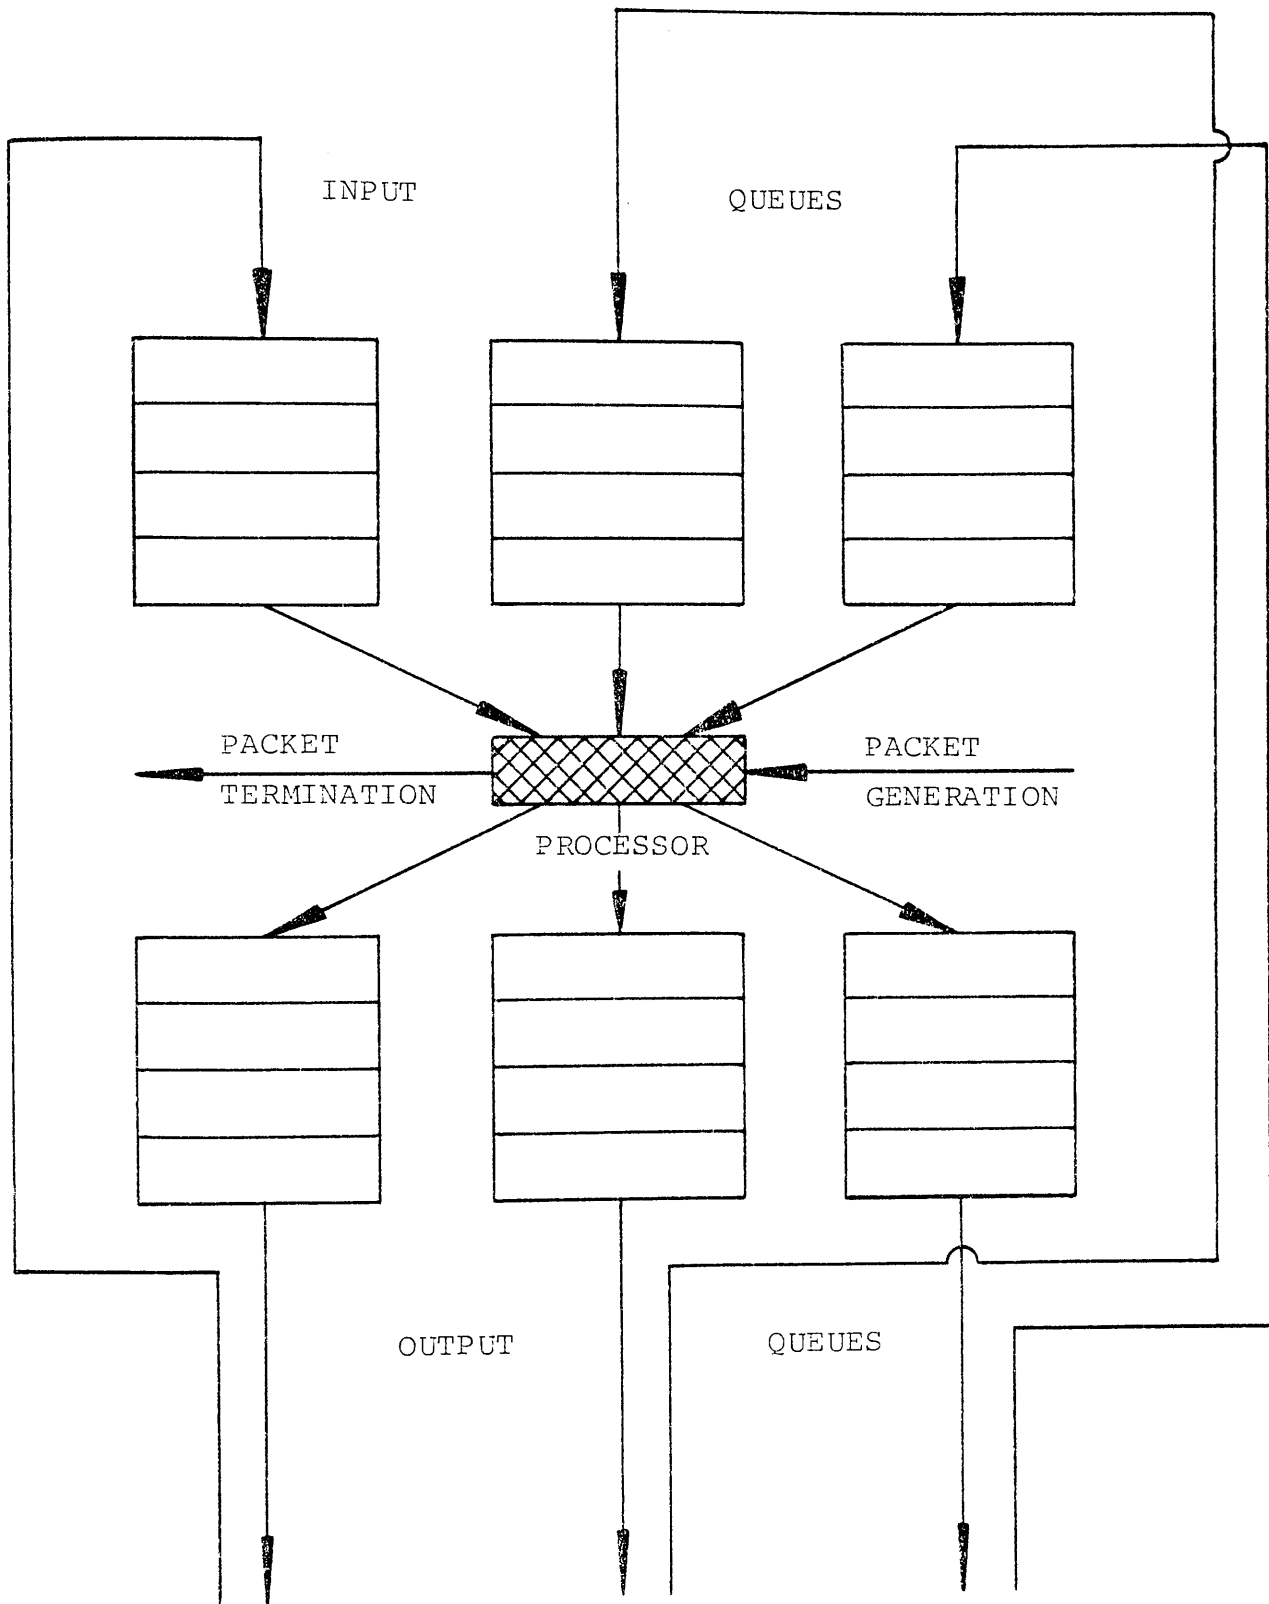 INPUT QUEUES
PACKET
TERMINATION
PACKET
GENERATION
PROCESSOR
OUTPUT QUEUES